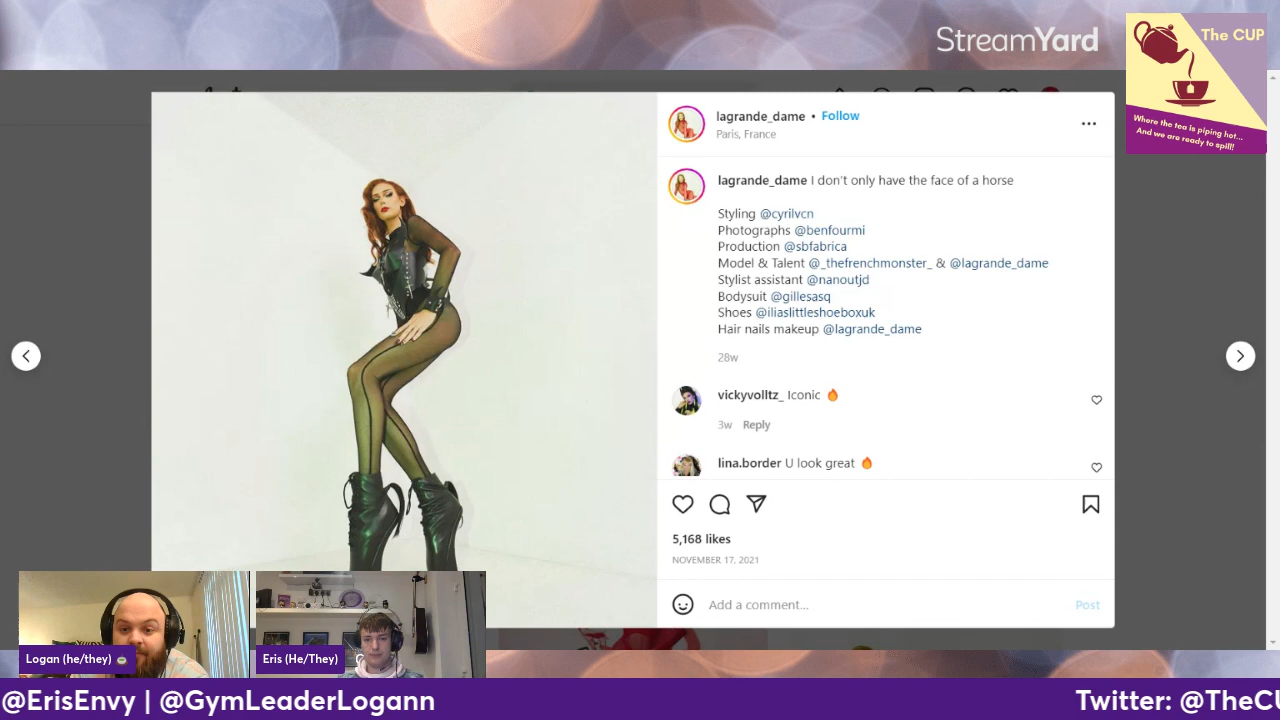 StreamYard
The CUP
Where the tea is piping hot...
And we are ready to spill!
lagrande_dame • Follow
Paris, France
lagrande_dame I don't only have the face of a horse
Styling @cyrilvcn
Photographs @benfourmi
Production @sbfabrica
Model & Talent @_thefrenchmonster_ & @lagrande_dame
Stylist assistant @nanoutjd
Bodysuit @gillesasq
Shoes @iliaslittleshoeboxuk
Hair nails makeup @lagrande_dame
28w
vickyvolltz_ Iconic 🔥
3w Reply
lina.border U look great 🔥
5,168 likes
NOVEMBER 17, 2021
Add a comment...
Post
Logan (he/they) 🍵
Eris (He/They)
@ErisEnvy | @GymLeaderLogann
Twitter: @TheCU